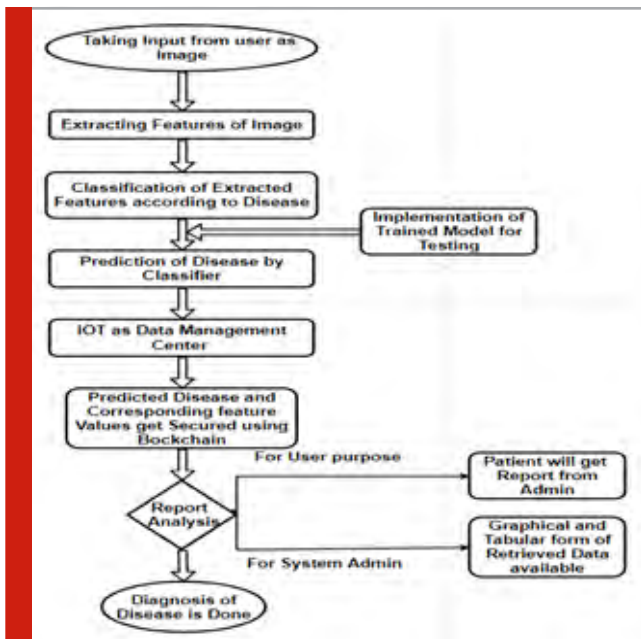 Taking Input from user as
Image
Extracting Features of Image
Classification of Extracted
Features according to Disease
Implementation of
Trained Model for
Testing
Prediction of Disease by
Classifier
IOT as Data Management
Center
Predicted Disease and
Corresponding feature
Values get Secured using
Bockchain
For User purpose
Patient will get
Report from
Admin
Report
Analysis
Graphical and
Tabular form of
Retrieved Data
available
For System Admin
Diagnosis of
Disease is Done